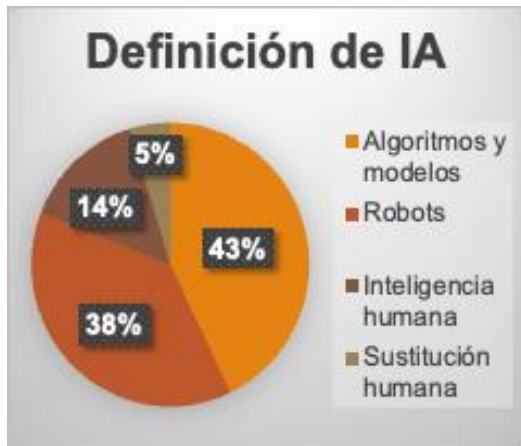 Definición de IA
5%
14%
43%
38%
Algoritmos y
modelos
Robots
Inteligencia
humana
Sustitución
humana